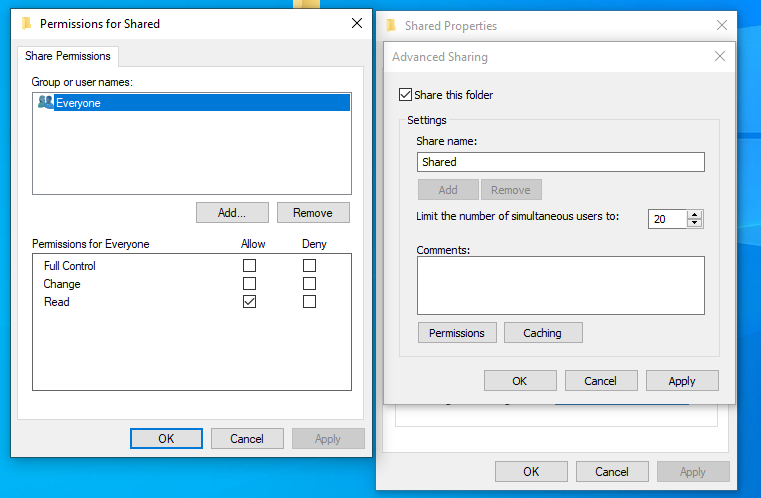 Permissions for Shared
Share Permissions
Group or user names:
Everyone
Add...
Remove
Permissions for Everyone
Allow
Deny
Full Control
Change
Read
OK
Cancel
Apply
Shared Properties
Advanced Sharing
Share this folder
Settings
Share name:
Shared
Add
Remove
Limit the number of simultaneous users to:
20
Comments:
Permissions
Caching
OK
Cancel
Apply
OK
Cancel
Apply